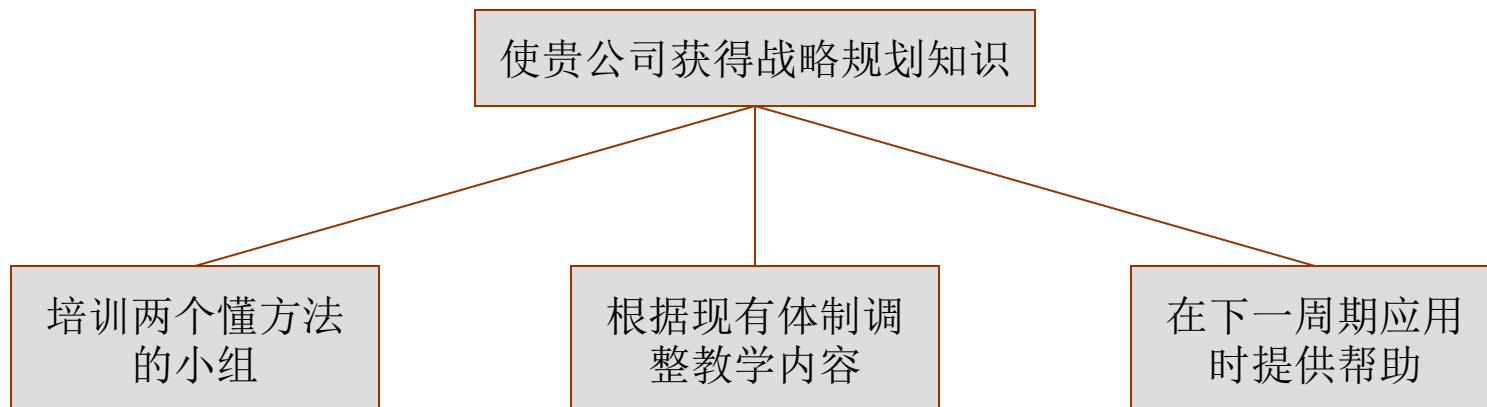 使贵公司获得战略规划知识
培训两个懂方法
的小组
根据现有体制调
整教学内容
在下一周期应用
时提供帮助